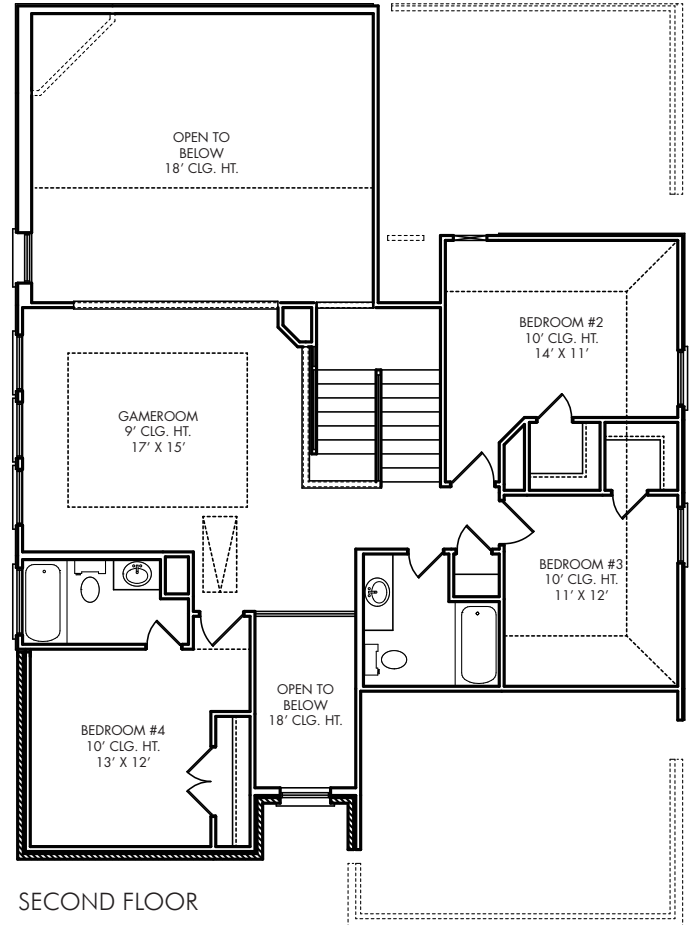 OPEN TO
BELOW
18' CLG. HT.
BEDROOM #2
10' CLG. HT.
14' X 11'
GAMEROOM
9' CLG. HT.
17' X 15'
BEDROOM #3
10' CLG. HT.
11' X 12'
OPEN TO
BELOW
18' CLG. HT.
BEDROOM #4
10' CLG. HT.
13' X 12'
SECOND FLOOR